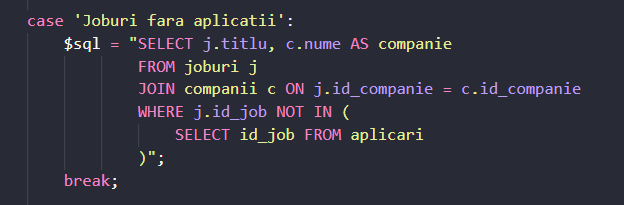 case 'Joburi fara aplicatii':
$sql = "SELECT j.titlu, c.nume AS companie
FROM joburi j
JOIN companii c ON j.id_companie = c.id_companie
WHERE j.id_job NOT IN (
SELECT id_job FROM aplicari
)";
break;